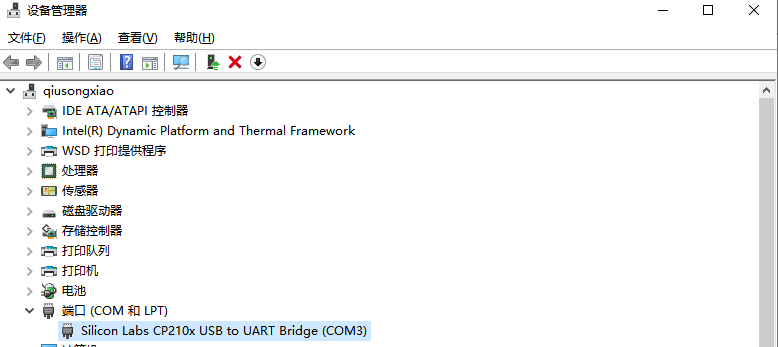 设备管理器
文件(F) 操作(A) 查看(V) 帮助(H)
qiusongxiao
IDE ATA/ATAPI 控制器
Intel(R) Dynamic Platform and Thermal Framework
WSD 打印提供程序
处理器
传感器
磁盘驱动器
存储控制器
打印队列
打印机
电池
端口 (COM 和 LPT)
Silicon Labs CP210x USB to UART Bridge (COM3)